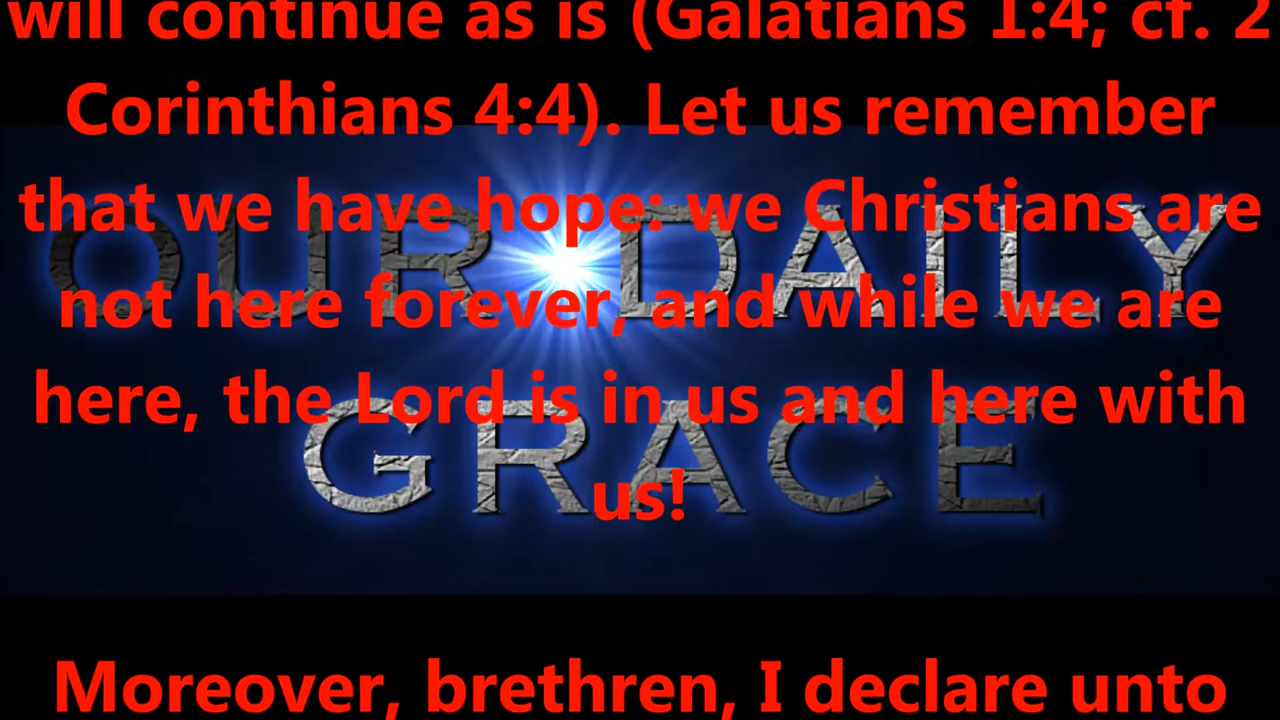 will continue as is (Galatians 1:4; cf. 2
Corinthians 4:4). Let us remember
that we have hope: we Christians are
not here forever, and while we are
here, the Lord is in us and here with
us!
Moreover, brethren, I declare unto
OUR DAILY
GRACE